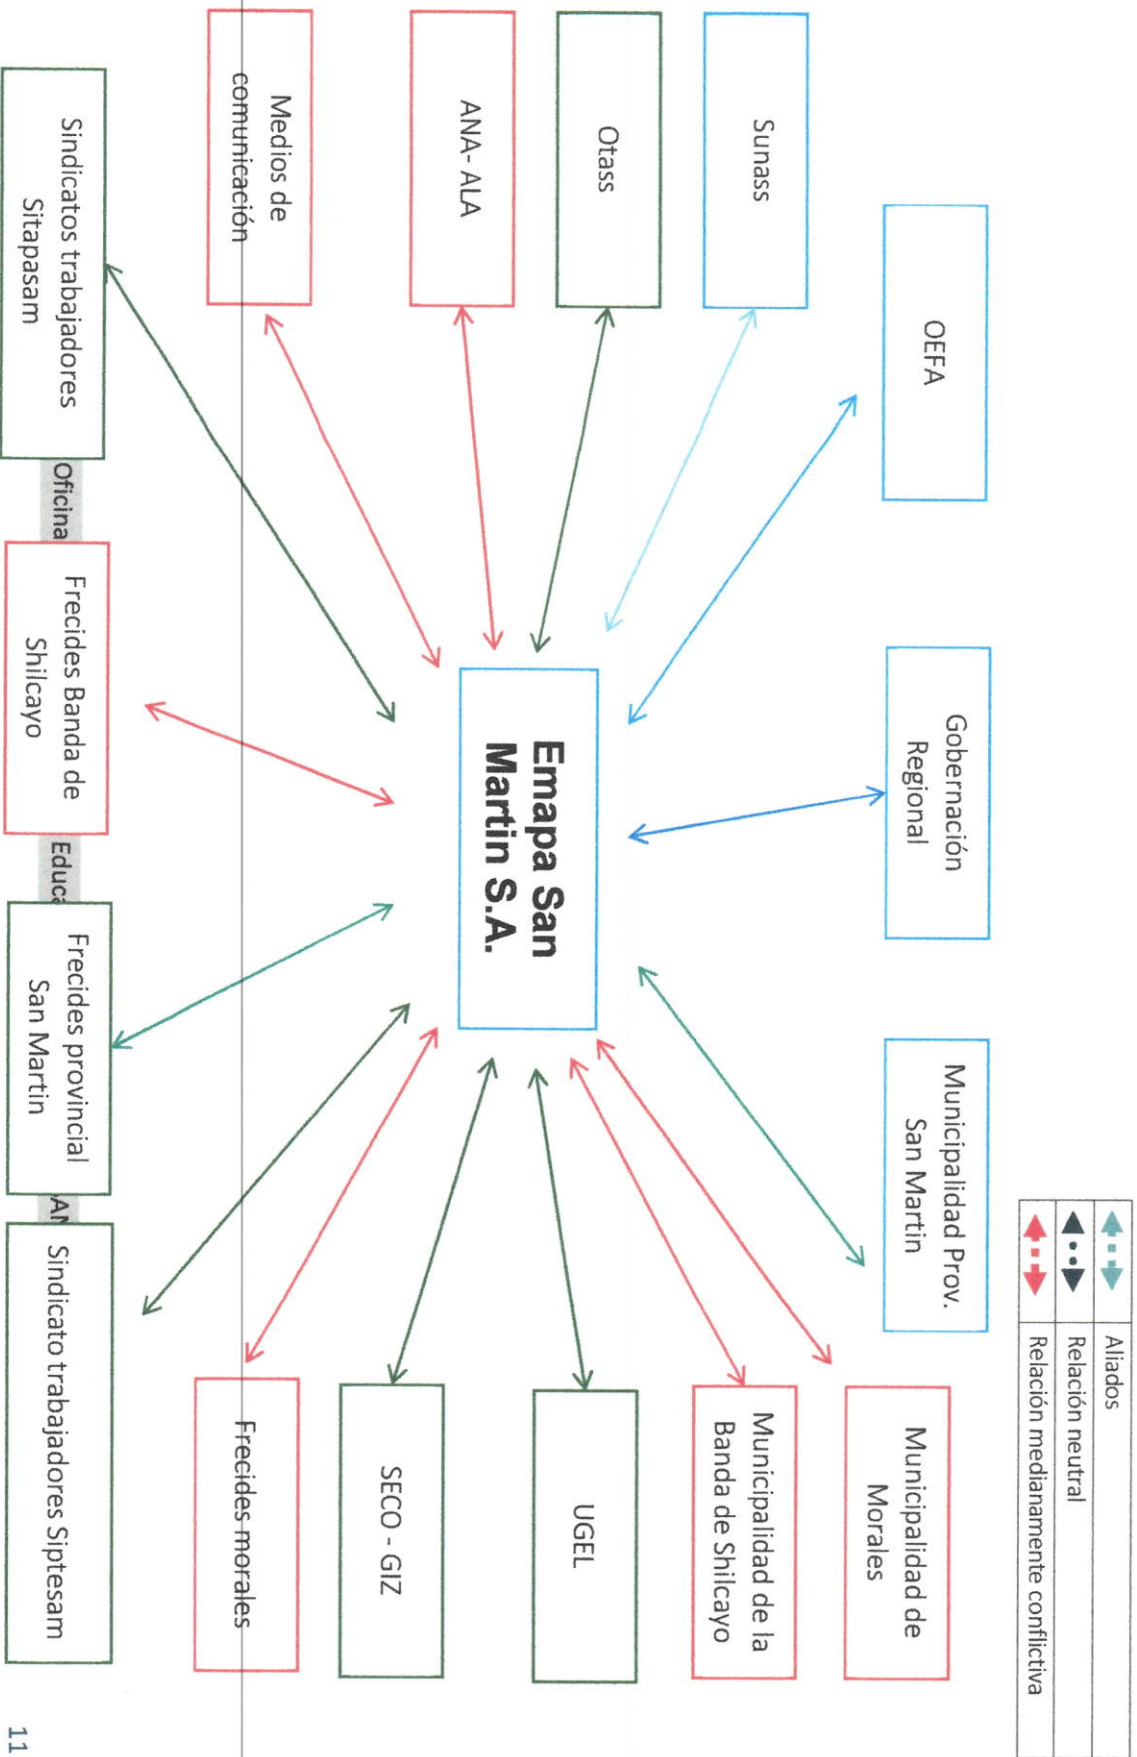 Aliados
Relación neutral
Relación medianamente conflictiva
OEFA
Gobernación
Regional
Municipalidad Prov.
San Martin
Sunass
Municipalidad de
Morales
Otass
Municipalidad de la
Banda de Shilcayo
ANA- ALA
Emapa San
Martin S.A.
UGEL
Medios de
comunicación
SECO - GIZ
Frecides morales
Sindicatos trabajadores
Sitapasam
Oficina
Frecides Banda de
Shilcayo
Educa
Frecides provincial
San Martin
AN
Sindicato trabajadores Siptesam
11